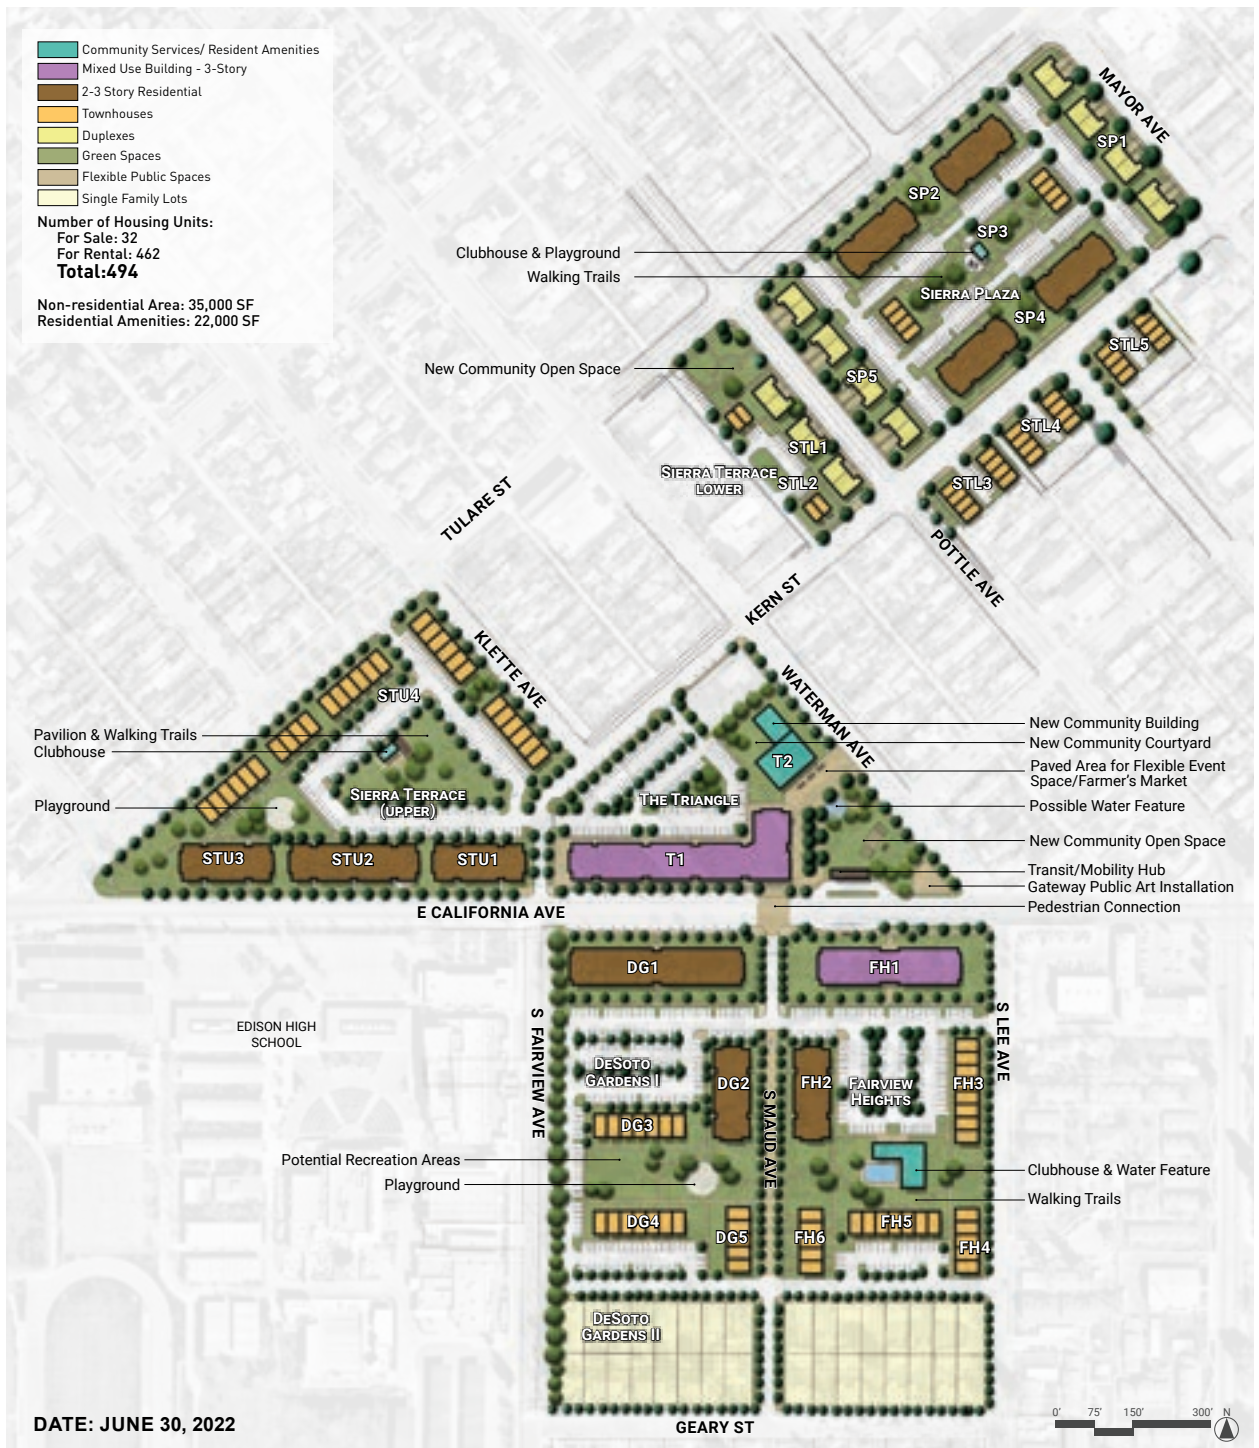 Community Services/ Resident Amenities
Mixed Use Building - 3-Story
2-3 Story Residential
Townhouses
Duplexes
Green Spaces
Flexible Public Spaces
Single Family Lots
Number of Housing Units:
For Sale: 32
For Rental: 462
Total:494
Non-residential Area: 35,000 SF
Residential Amenities: 22,000 SF
MAYOR AVE
SP1
SP2
SP3
Clubhouse & Playground
Walking Trails
SIERRA PLAZA
SP4
STL5
New Community Open Space
SP5
STL4
STL1
SIERRA TERRACE
LOWER
STL2
STL3
TULARE ST
POTTLE AVE
KERN ST
KLETTE AVE
WATERMAN AVE
STU4
Pavilion & Walking Trails
Clubhouse
Playground
SIERRA TERRACE
(UPPER)
STU3
STU2
STU1
THE TRIANGLE
T2
T1
New Community Building
New Community Courtyard
Paved Area for Flexible Event
Space/Farmer's Market
Possible Water Feature
New Community Open Space
Transit/Mobility Hub
Gateway Public Art Installation
Pedestrian Connection
E CALIFORNIA AVE
DG1
FH1
EDISON HIGH
SCHOOL
S FAIRVIEW AVE
S LEE AVE
S MAUD AVE
DESOTO
GARDENS I
DG2
FH2
FAIRVIEW
HEIGHTS
FH3
DG3
Potential Recreation Areas
Playground
Clubhouse & Water Feature
Walking Trails
DG4
DG5
FH6
FH5
FH4
DESOTO
GARDENS II
GEARY ST
DATE: JUNE 30, 2022
0' 75' 150' 300' N